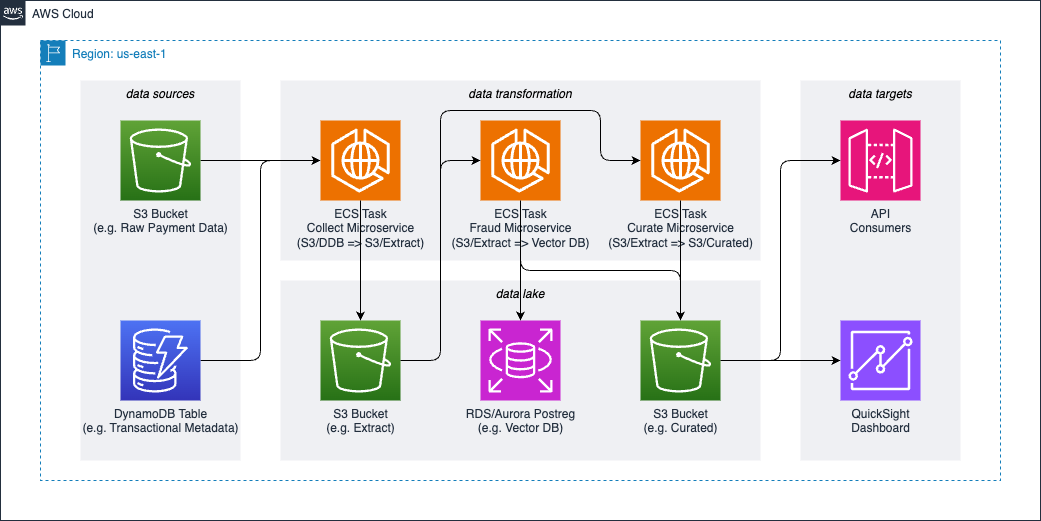 aws
AWS Cloud
Region: us-east-1
data sources
S3 Bucket
(e.g. Raw Payment Data)
DynamoDB Table
(e.g. Transactional Metadata)
data transformation
ECS Task
Collect Microservice
(S3/DDB => S3/Extract)
ECS Task
Fraud Microservice
(S3/Extract => Vector DB)
ECS Task
Curate Microservice
(S3/Extract => S3/Curated)
data lake
S3 Bucket
(e.g. Extract)
RDS/Aurora Postreg
(e.g. Vector DB)
S3 Bucket
(e.g. Curated)
data targets
</>
API
Consumers
QuickSight
Dashboard